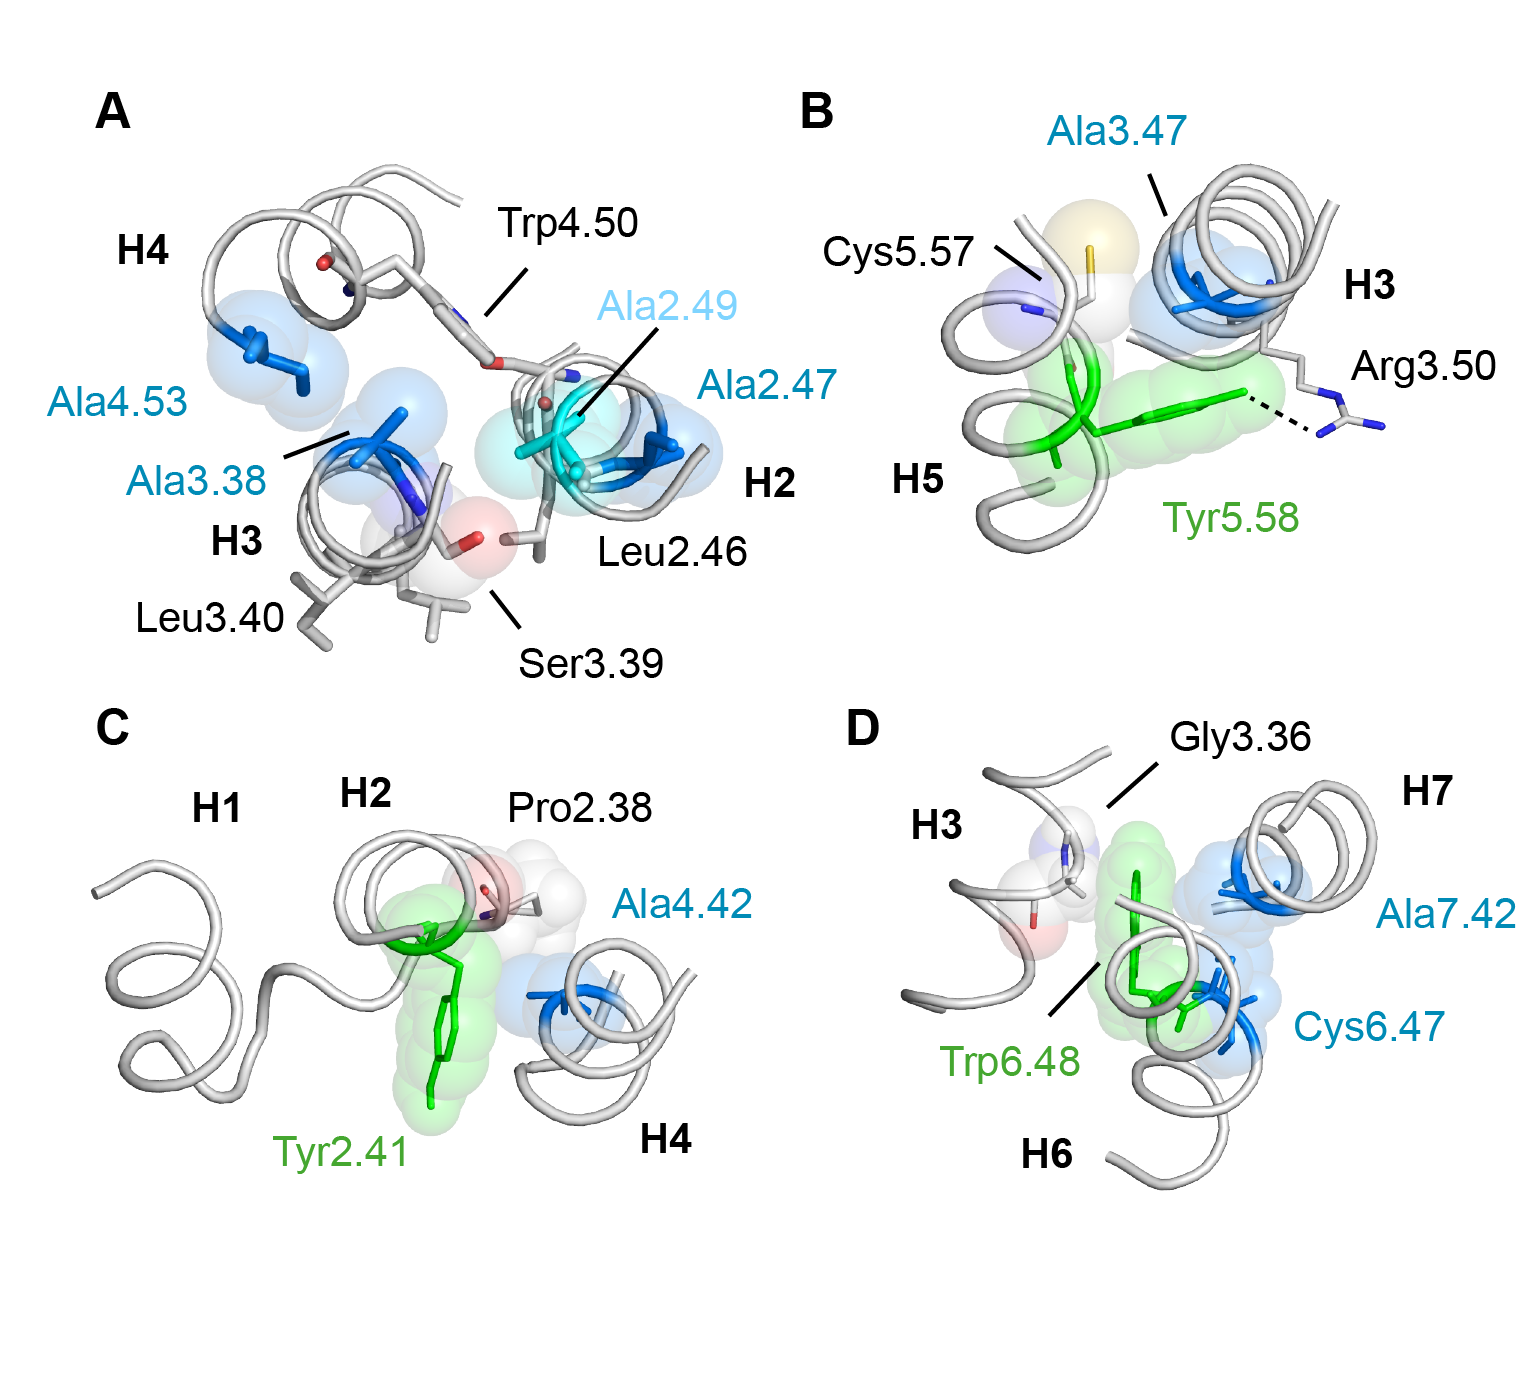 A
H4
Trp4.50
Ala2.49
Ala4.53
Ala2.47
Ala3.38
H2
H3
Leu2.46
Leu3.40
Ser3.39
B
Ala3.47
Cys5.57
H3
Arg3.50
H5
Tyr5.58
C
H1
H2
Pro2.38
Ala4.42
Tyr2.41
H4
D
Gly3.36
H7
H3
Ala7.42
Cys6.47
Trp6.48
H6